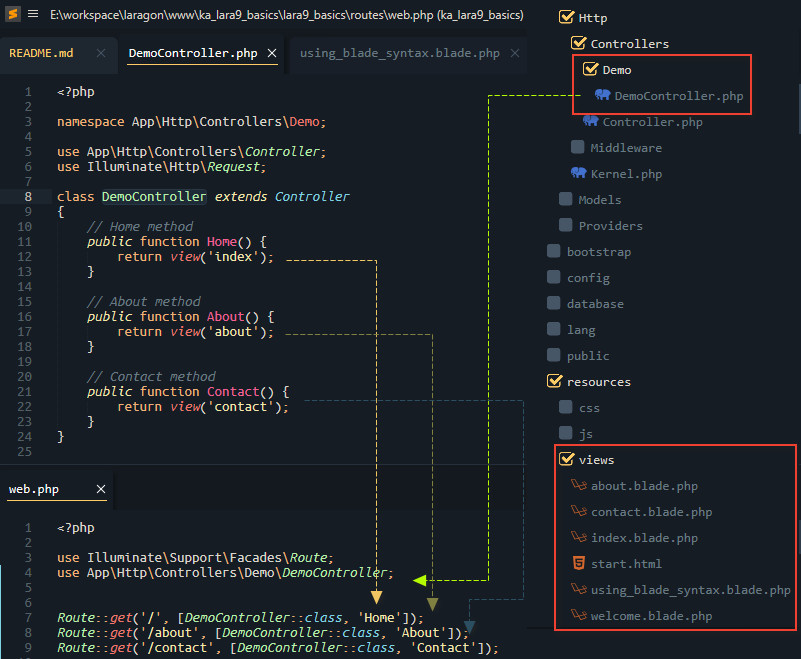 E:\workspace\laragon\www\ka_lara9_basics\lara9_basics\routes\web.php (ka_lara9_basics)
README.md × DemoController.php × using_blade_syntax.blade.php ×
1 <?php
2
3 namespace App\Http\Controllers\Demo;
4
5 use App\Http\Controllers\Controller;
6 use Illuminate\Http\Request;
7
8 class DemoController extends Controller
9 {
10 // Home method
11 public function Home() {
12 return view('index');
13 }
14
15 // About method
16 public function About() {
17 return view('about');
18 }
19
20 // Contact method
21 public function Contact() {
22 return view('contact');
23 }
24 }
25
web.php ×
1 <?php
2
3 use Illuminate\Support\Facades\Route;
4 use App\Http\Controllers\Demo\DemoController;
5
6
7 Route::get('/', [DemoController::class, 'Home']);
8 Route::get('/about', [DemoController::class, 'About']);
9 Route::get('/contact', [DemoController::class, 'Contact']);
Http
Controllers
Demo
DemoController.php
Controller.php
Middleware
Kernel.php
Models
Providers
bootstrap
config
database
lang
public
resources
css
js
views
about.blade.php
contact.blade.php
index.blade.php
start.html
using_blade_syntax.blade.php
welcome.blade.php